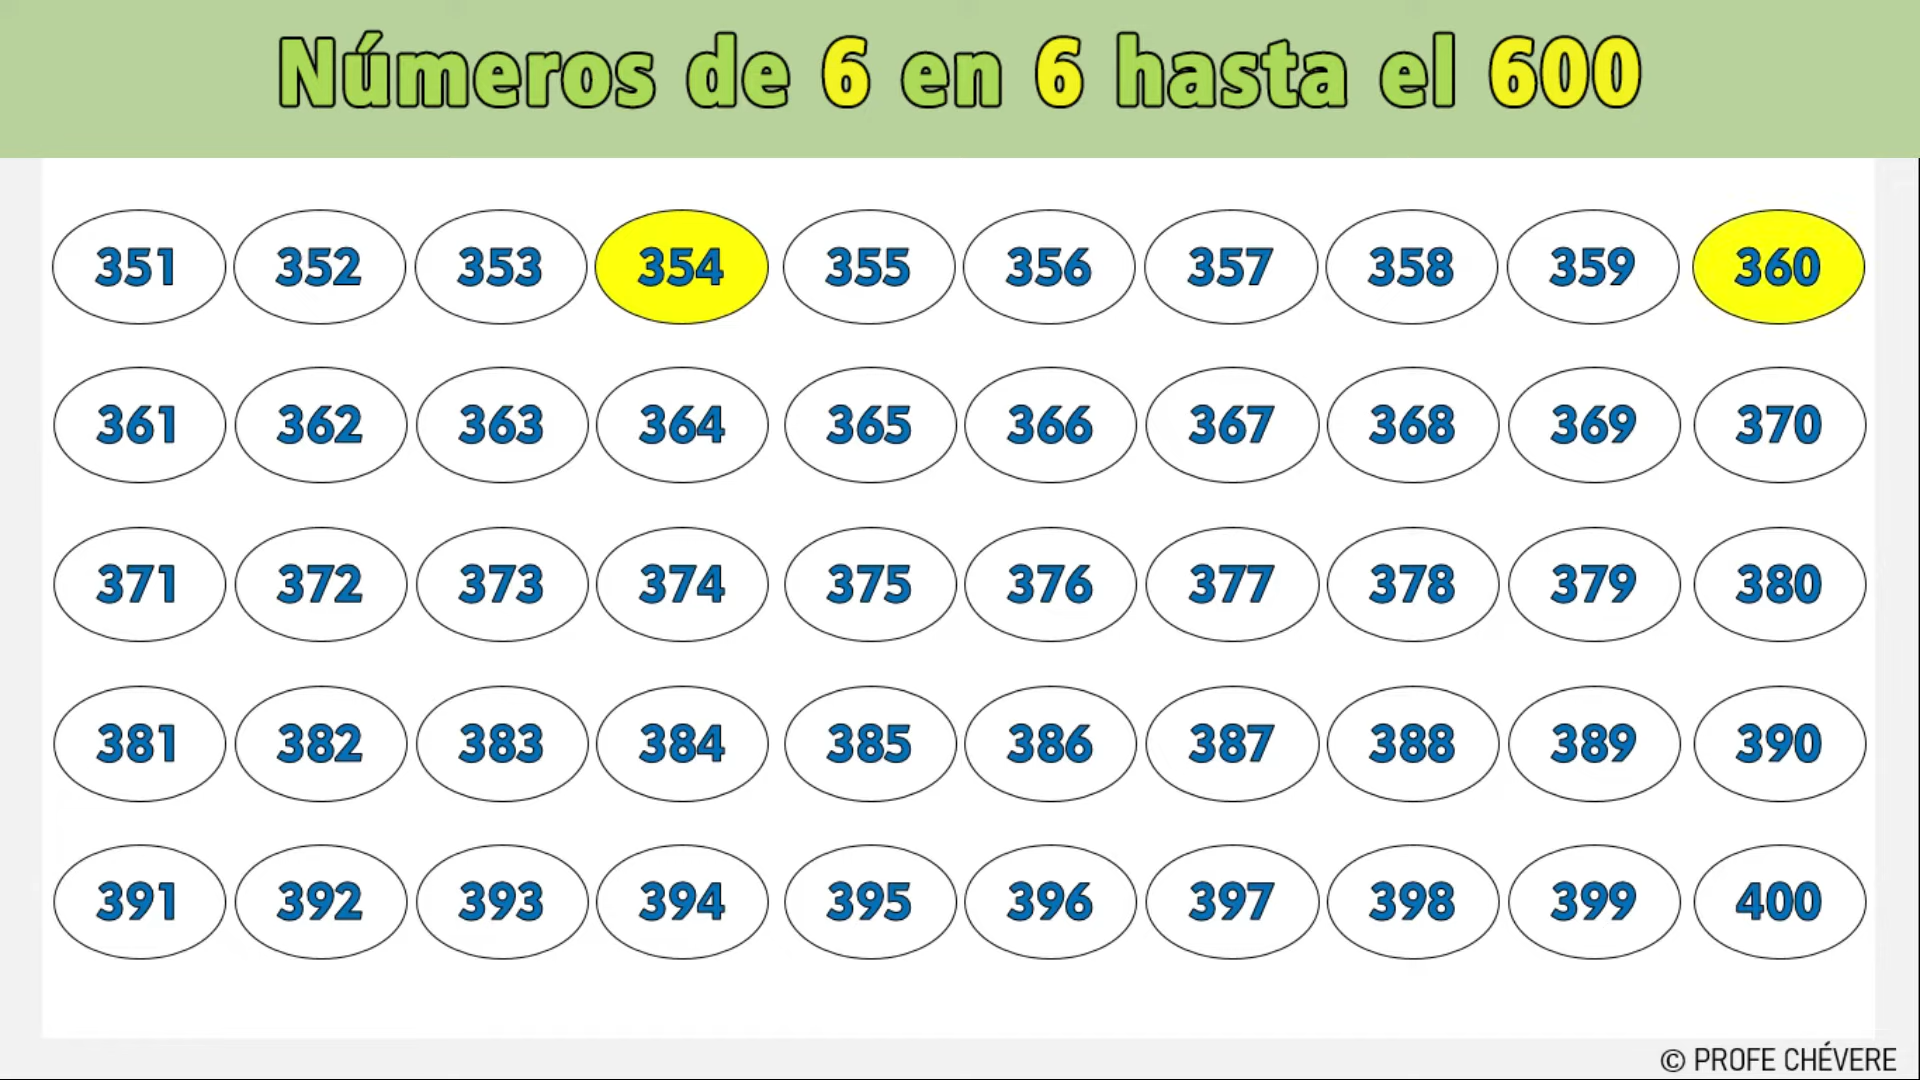 Números de 6 en 6 hasta el 600
351 352 353 354 355 356 357 358 359 360
361 362 363 364 365 366 367 368 369 370
371 372 373 374 375 376 377 378 379 380
381 382 383 384 385 386 387 388 389 390
391 392 393 394 395 396 397 398 399 400
© PROFE CHÉVERE